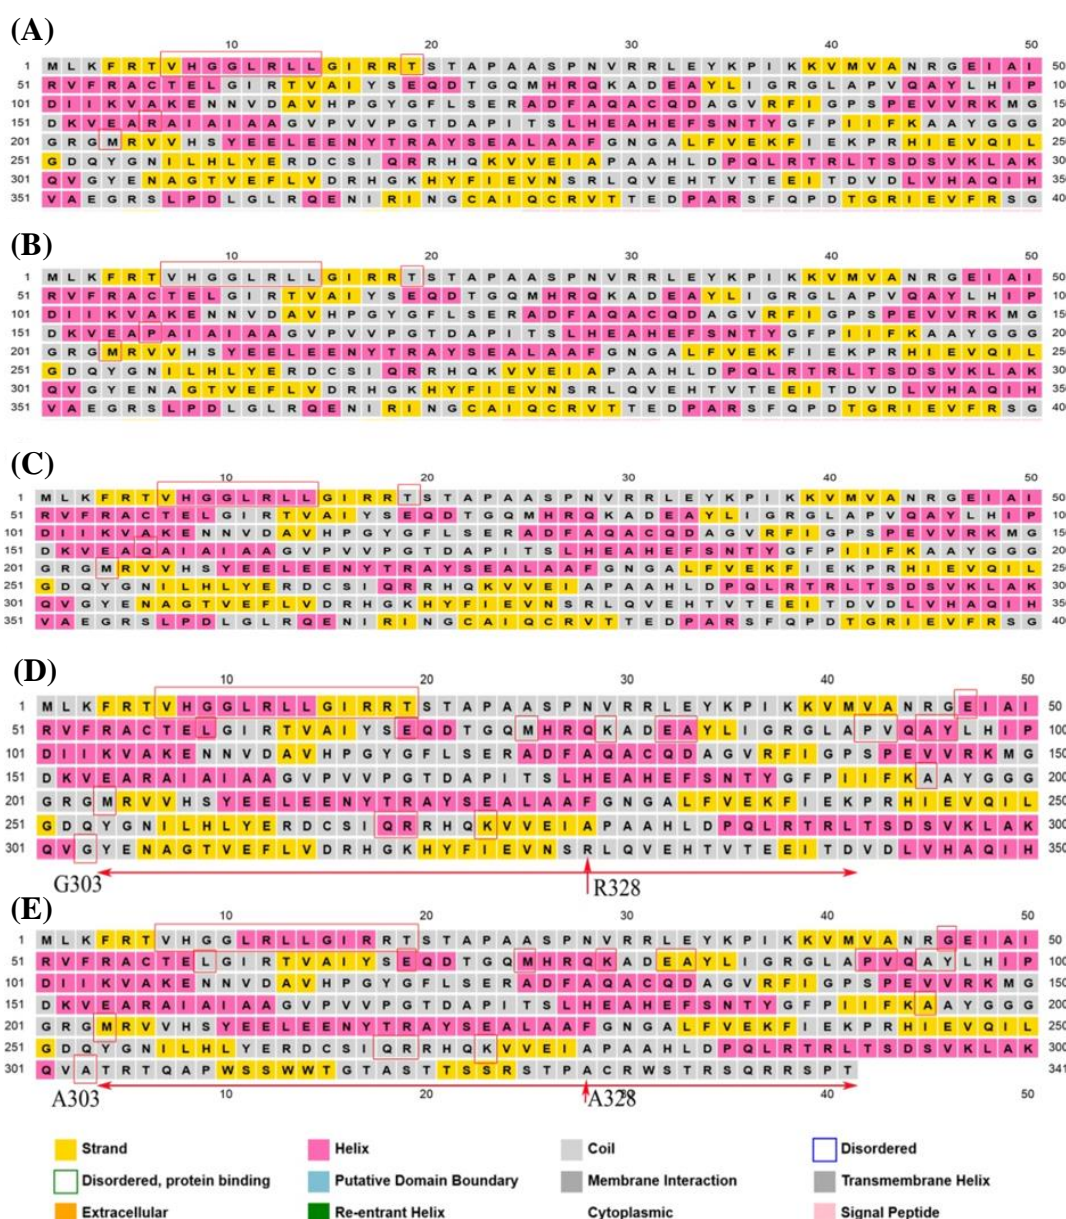 (A)
10 20 30 40 50
1 M L K F R T V H G G L R L L G I R R T S T A P A A S P N V R R L E Y K P I K K V M V A N R G E I A I 50
51 R V F R A C T E L G I R T V A I Y S E Q D T G Q M H R Q K A D E A Y L I G R G L A P V Q A Y L H I P 100
101 D I I K V A K E N N V D A V H P G Y G F L S E R A D F A Q A C Q D A G V R F I G P S P E V V R K M G 150
151 D K V E A R A I A I A A G V P V V P G T D A P I T S L H E A H E F S N T Y G F P I I F K A A Y G G G 200
201 G R G M R V V H S Y E E L E E N Y T R A Y S E A L A A F G N G A L F V E K F I E K P R H I E V Q I L 250
251 G D Q Y G N I L H L Y E R D C S I Q R R H Q K V V E I A P A A H L D P Q L R T R L T S D S V K L A K 300
301 Q V G Y E N A G T V E F L V D R H G K H Y F I E V N S R L Q V E H T V T E E I T D V D L V H A Q I H 350
351 V A E G R S L P D L G L R Q E N I R I N G C A I Q C R V T T E D P A R S F Q P D T G R I E V F R S G 400
(B)
10 20 30 40 50
1 M L K F R T V H G G L R L L G I R R T S T A P A A S P N V R R L E Y K P I K K V M V A N R G E I A I 50
51 R V F R A C T E L G I R T V A I Y S E Q D T G Q M H R Q K A D E A Y L I G R G L A P V Q A Y L H I P 100
101 D I I K V A K E N N V D A V H P G Y G F L S E R A D F A Q A C Q D A G V R F I G P S P E V V R K M G 150
151 D K V E A P A I A I A A G V P V V P G T D A P I T S L H E A H E F S N T Y G F P I I F K A A Y G G G 200
201 G R G M R V V H S Y E E L E E N Y T R A Y S E A L A A F G N G A L F V E K F I E K P R H I E V Q I L 250
251 G D Q Y G N I L H L Y E R D C S I Q R R H Q K V V E I A P A A H L D P Q L R T R L T S D S V K L A K 300
301 Q V G Y E N A G T V E F L V D R H G K H Y F I E V N S R L Q V E H T V T E E I T D V D L V H A Q I H 350
351 V A E G R S L P D L G L R Q E N I R I N G C A I Q C R V T T E D P A R S F Q P D T G R I E V F R S G 400
(C)
10 20 30 40 50
1 M L K F R T V H G G L R L L G I R R T S T A P A A S P N V R R L E Y K P I K K V M V A N R G E I A I 50
51 R V F R A C T E L G I R T V A I Y S E Q D T G Q M H R Q K A D E A Y L I G R G L A P V Q A Y L H I P 100
101 D I I K V A K E N N V D A V H P G Y G F L S E R A D F A Q A C Q D A G V R F I G P S P E V V R K M G 150
151 D K V E A Q A I A I A A G V P V V P G T D A P I T S L H E A H E F S N T Y G F P I I F K A A Y G G G 200
201 G R G M R V V H S Y E E L E E N Y T R A Y S E A L A A F G N G A L F V E K F I E K P R H I E V Q I L 250
251 G D Q Y G N I L H L Y E R D C S I Q R R H Q K V V E I A P A A H L D P Q L R T R L T S D S V K L A K 300
301 Q V G Y E N A G T V E F L V D R H G K H Y F I E V N S R L Q V E H T V T E E I T D V D L V H A Q I H 350
351 V A E G R S L P D L G L R Q E N I R I N G C A I Q C R V T T E D P A R S F Q P D T G R I E V F R S G 400
(D)
10 20 30 40 50
1 M L K F R T V H G G L R L L G I R R T S T A P A A S P N V R R L E Y K P I K K V M V A N R G E I A I 50
51 R V F R A C T E L G I R T V A I Y S E Q D T G Q M H R Q K A D E A Y L I G R G L A P V Q A Y L H I P 100
101 D I I K V A K E N N V D A V H P G Y G F L S E R A D F A Q A C Q D A G V R F I G P S P E V V R K M G 150
151 D K V E A R A I A I A A G V P V V P G T D A P I T S L H E A H E F S N T Y G F P I I F K A A Y G G G 200
201 G R G M R V V H S Y E E L E E N Y T R A Y S E A L A A F G N G A L F V E K F I E K P R H I E V Q I L 250
251 G D Q Y G N I L H L Y E R D C S I Q R R H Q K V V E I A P A A H L D P Q L R T R L T S D S V K L A K 300
301 Q V G Y E N A G T V E F L V D R H G K H Y F I E V N S R L Q V E H T V T E E I T D V D L V H A Q I H 350
G303 R328
(E)
10 20 30 40 50
1 M L K F R T V H G G L R L L G I R R T S T A P A A S P N V R R L E Y K P I K K V M V A N R G E I A I 50
51 R V F R A C T E L G I R T V A I Y S E Q D T G Q M H R Q K A D E A Y L I G R G L A P V Q A Y L H I P 100
101 D I I K V A K E N N V D A V H P G Y G F L S E R A D F A Q A C Q D A G V R F I G P S P E V V R K M G 150
151 D K V E A R A I A I A A G V P V V P G T D A P I T S L H E A H E F S N T Y G F P I I F K A A Y G G G 200
201 G R G M R V V H S Y E E L E E N Y T R A Y S E A L A A F G N G A L F V E K F I E K P R H I E V Q I L 250
251 G D Q Y G N I L H L Y E R D C S I Q R R H Q K V V E I A P A A H L D P Q L R T R L T S D S V K L A K 300
301 Q V A T R T Q A P W S S W W T G T A S T T S S R S T P A C R W S T R S Q R R S P T 341
A303 10 20 A328 40 50
Strand Helix Coil Disordered
Disordered, protein binding Putative Domain Boundary Membrane Interaction Transmembrane Helix
Extracellular Re-entrant Helix Cytoplasmic Signal Peptide